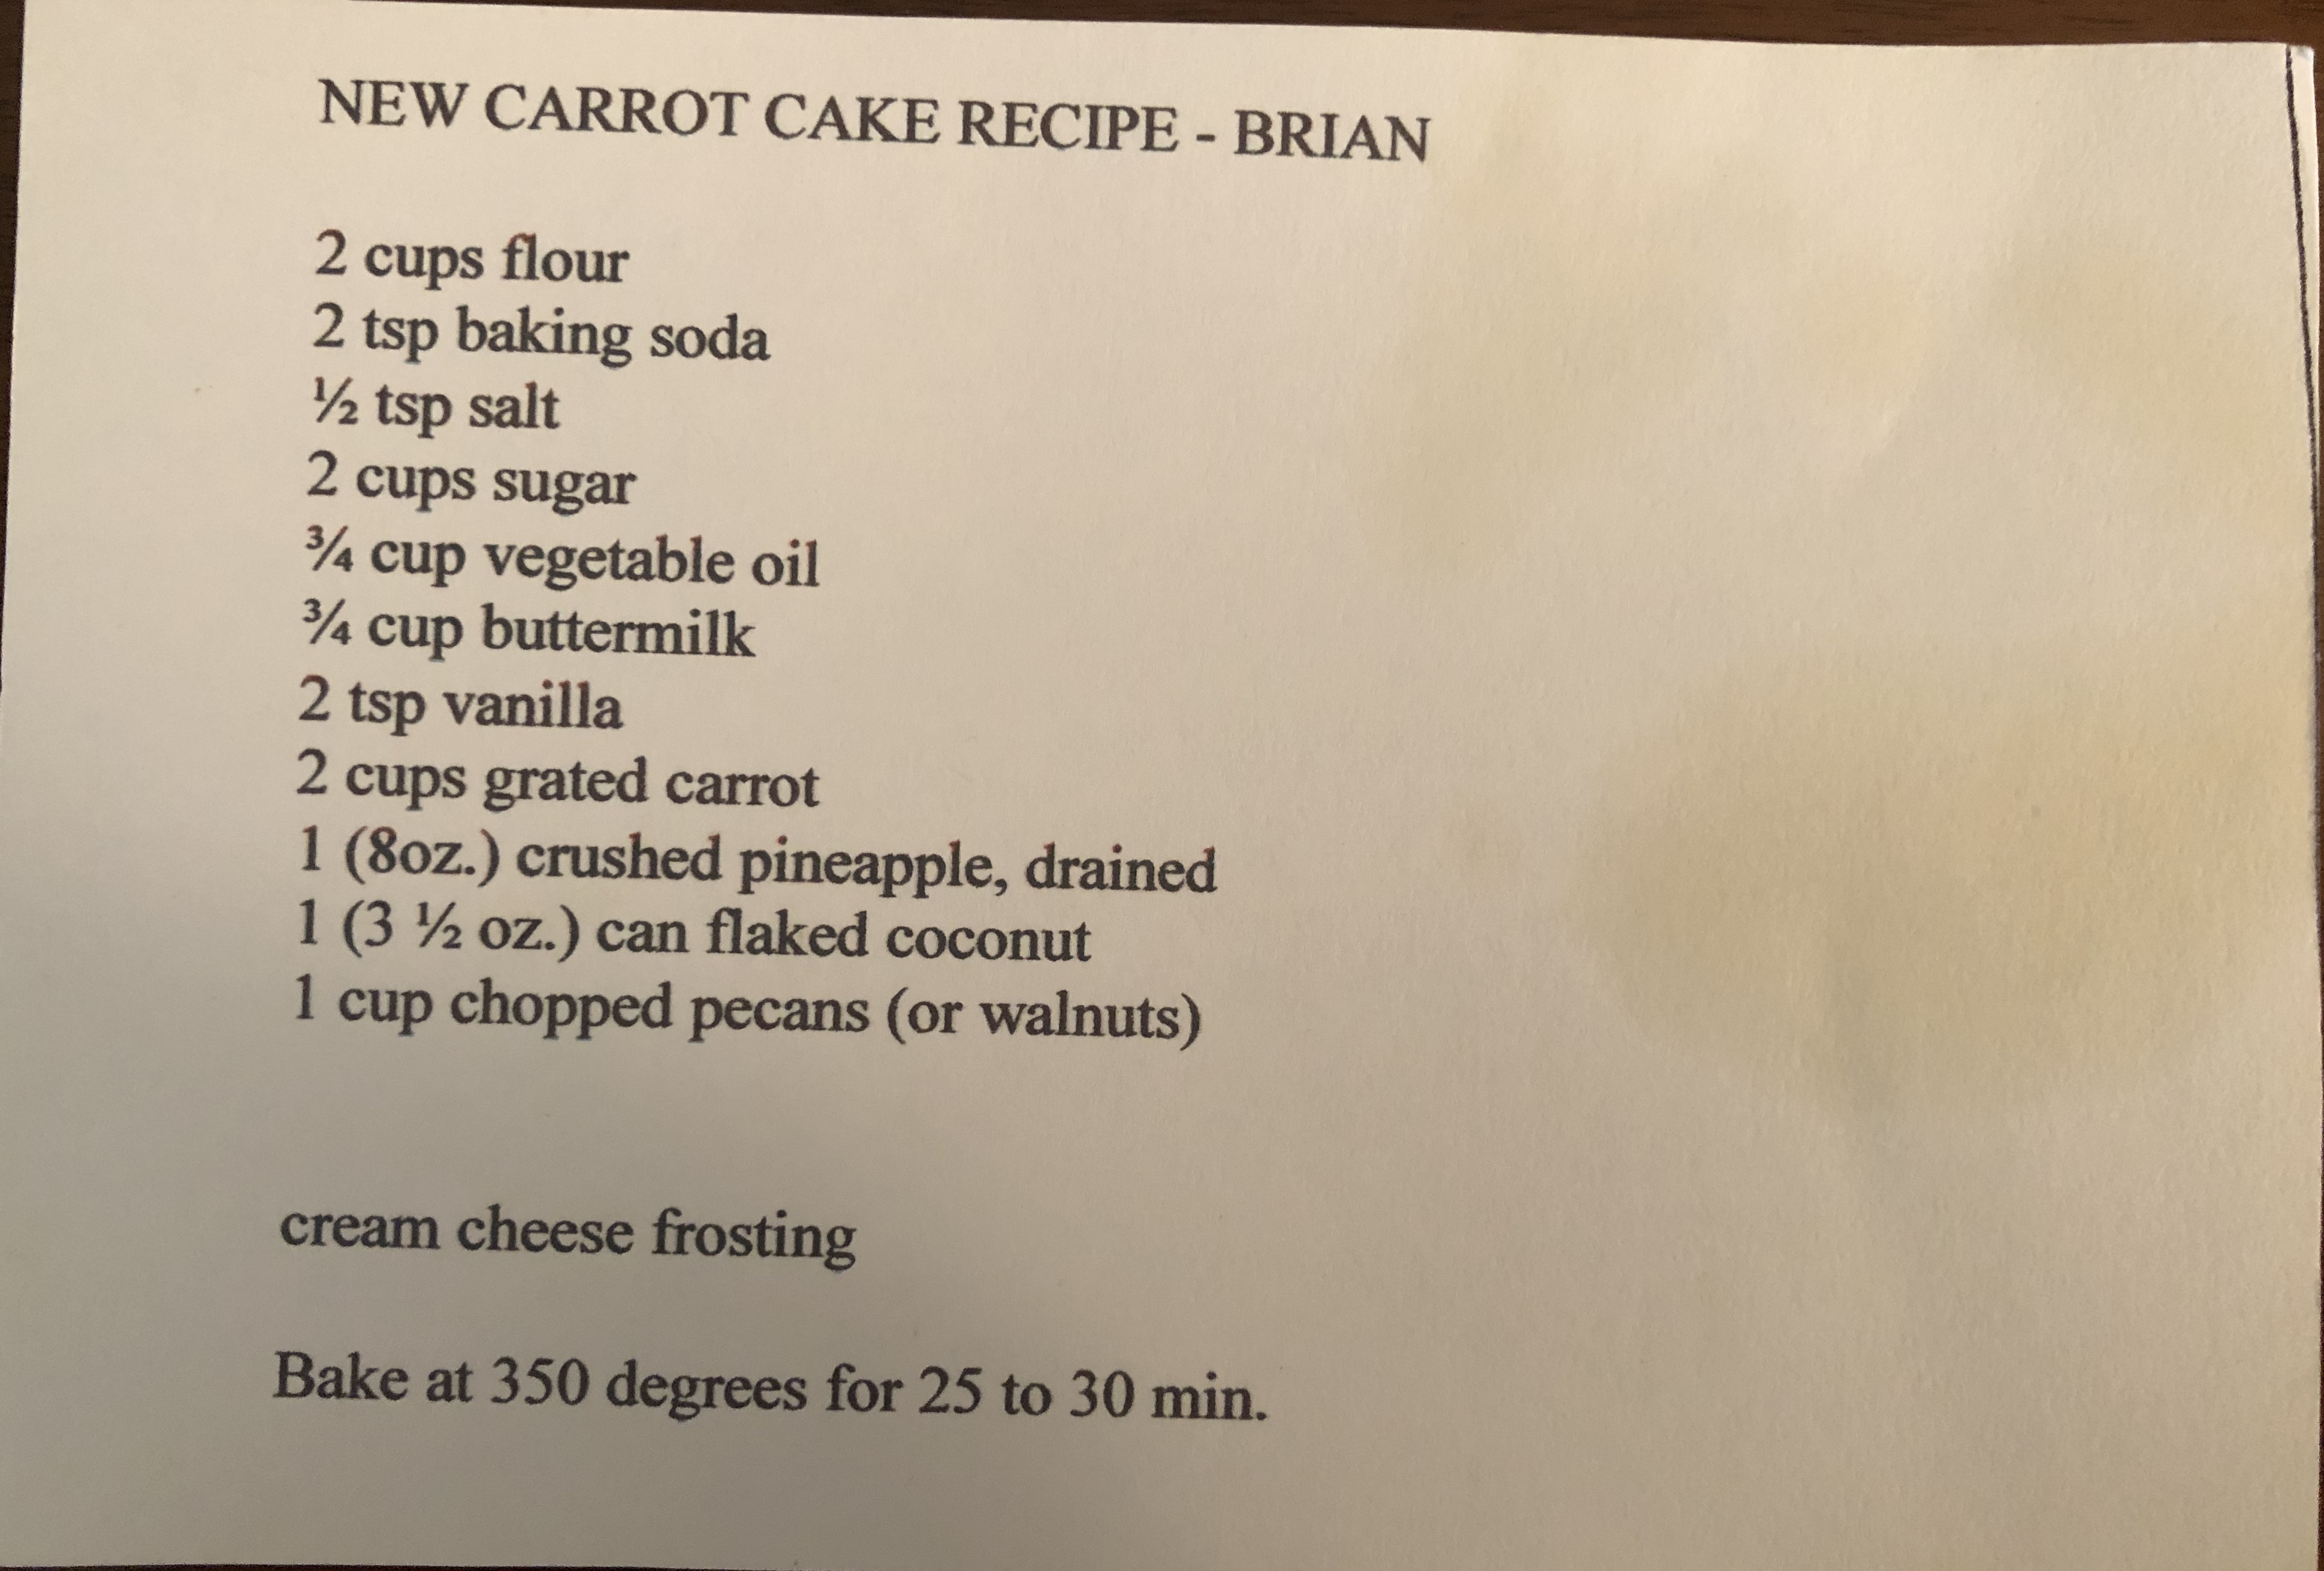 NEW CARROT CAKE RECIPE - BRIAN
2 cups flour
2 tsp baking soda
½ tsp salt
2 cups sugar
¾ cup vegetable oil
¾ cup buttermilk
2 tsp vanilla
2 cups grated carrot
1 (8oz.) crushed pineapple, drained
1 (3 ½ oz.) can flaked coconut
1 cup chopped pecans (or walnuts)
cream cheese frosting
Bake at 350 degrees for 25 to 30 min.